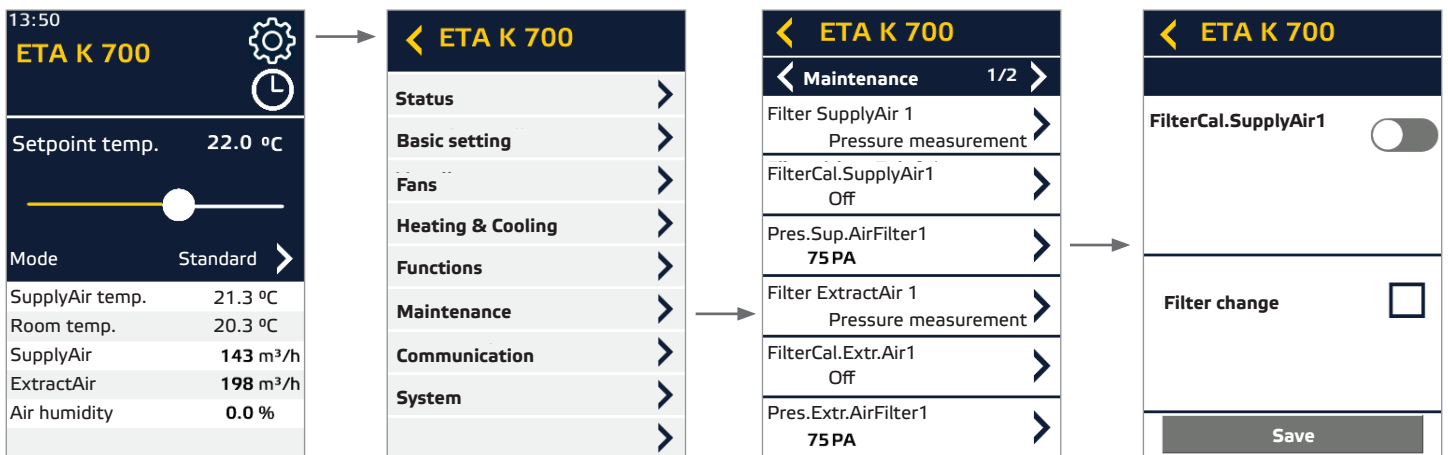 13:50
ETA K 700
Setpoint temp. 22.0 ºC
Mode Standard
SupplyAir temp. 21.3 ºC
Room temp. 20.3 ºC
SupplyAir 143 m³/h
ExtractAir 198 m³/h
Air humidity 0.0 %
ETA K 700
Status
Basic setting
Fans
Heating & Cooling
Functions
Maintenance
Communication
System
ETA K 700
Maintenance 1/2
Filter SupplyAir 1
Pressure measurement
FilterCal.SupplyAir1
Off
Pres.Sup.AirFilter1
75 PA
Filter ExtractAir 1
Pressure measurement
FilterCal.Extr.Air1
Off
Pres.Extr.AirFilter1
75 PA
ETA K 700
FilterCal.SupplyAir1
Filter change
Save